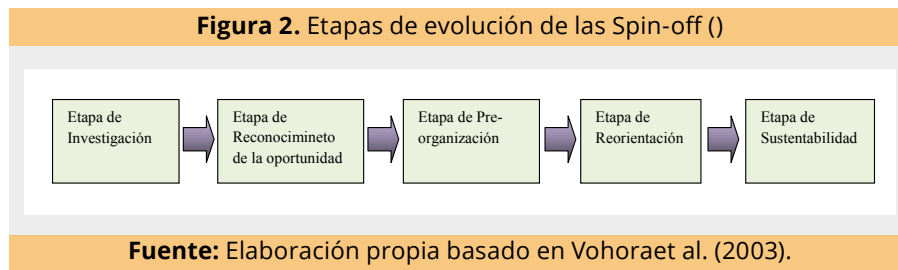 Figura 2. Etapas de evolución de las Spin-off ()
Etapa de
Investigación
Etapa de
Reconocimineto
de la oportunidad
Etapa de Pre-
organización
Etapa de
Reorientación
Etapa de
Sustentabilidad
Fuente: Elaboración propia basado en Vohoraet al. (2003).